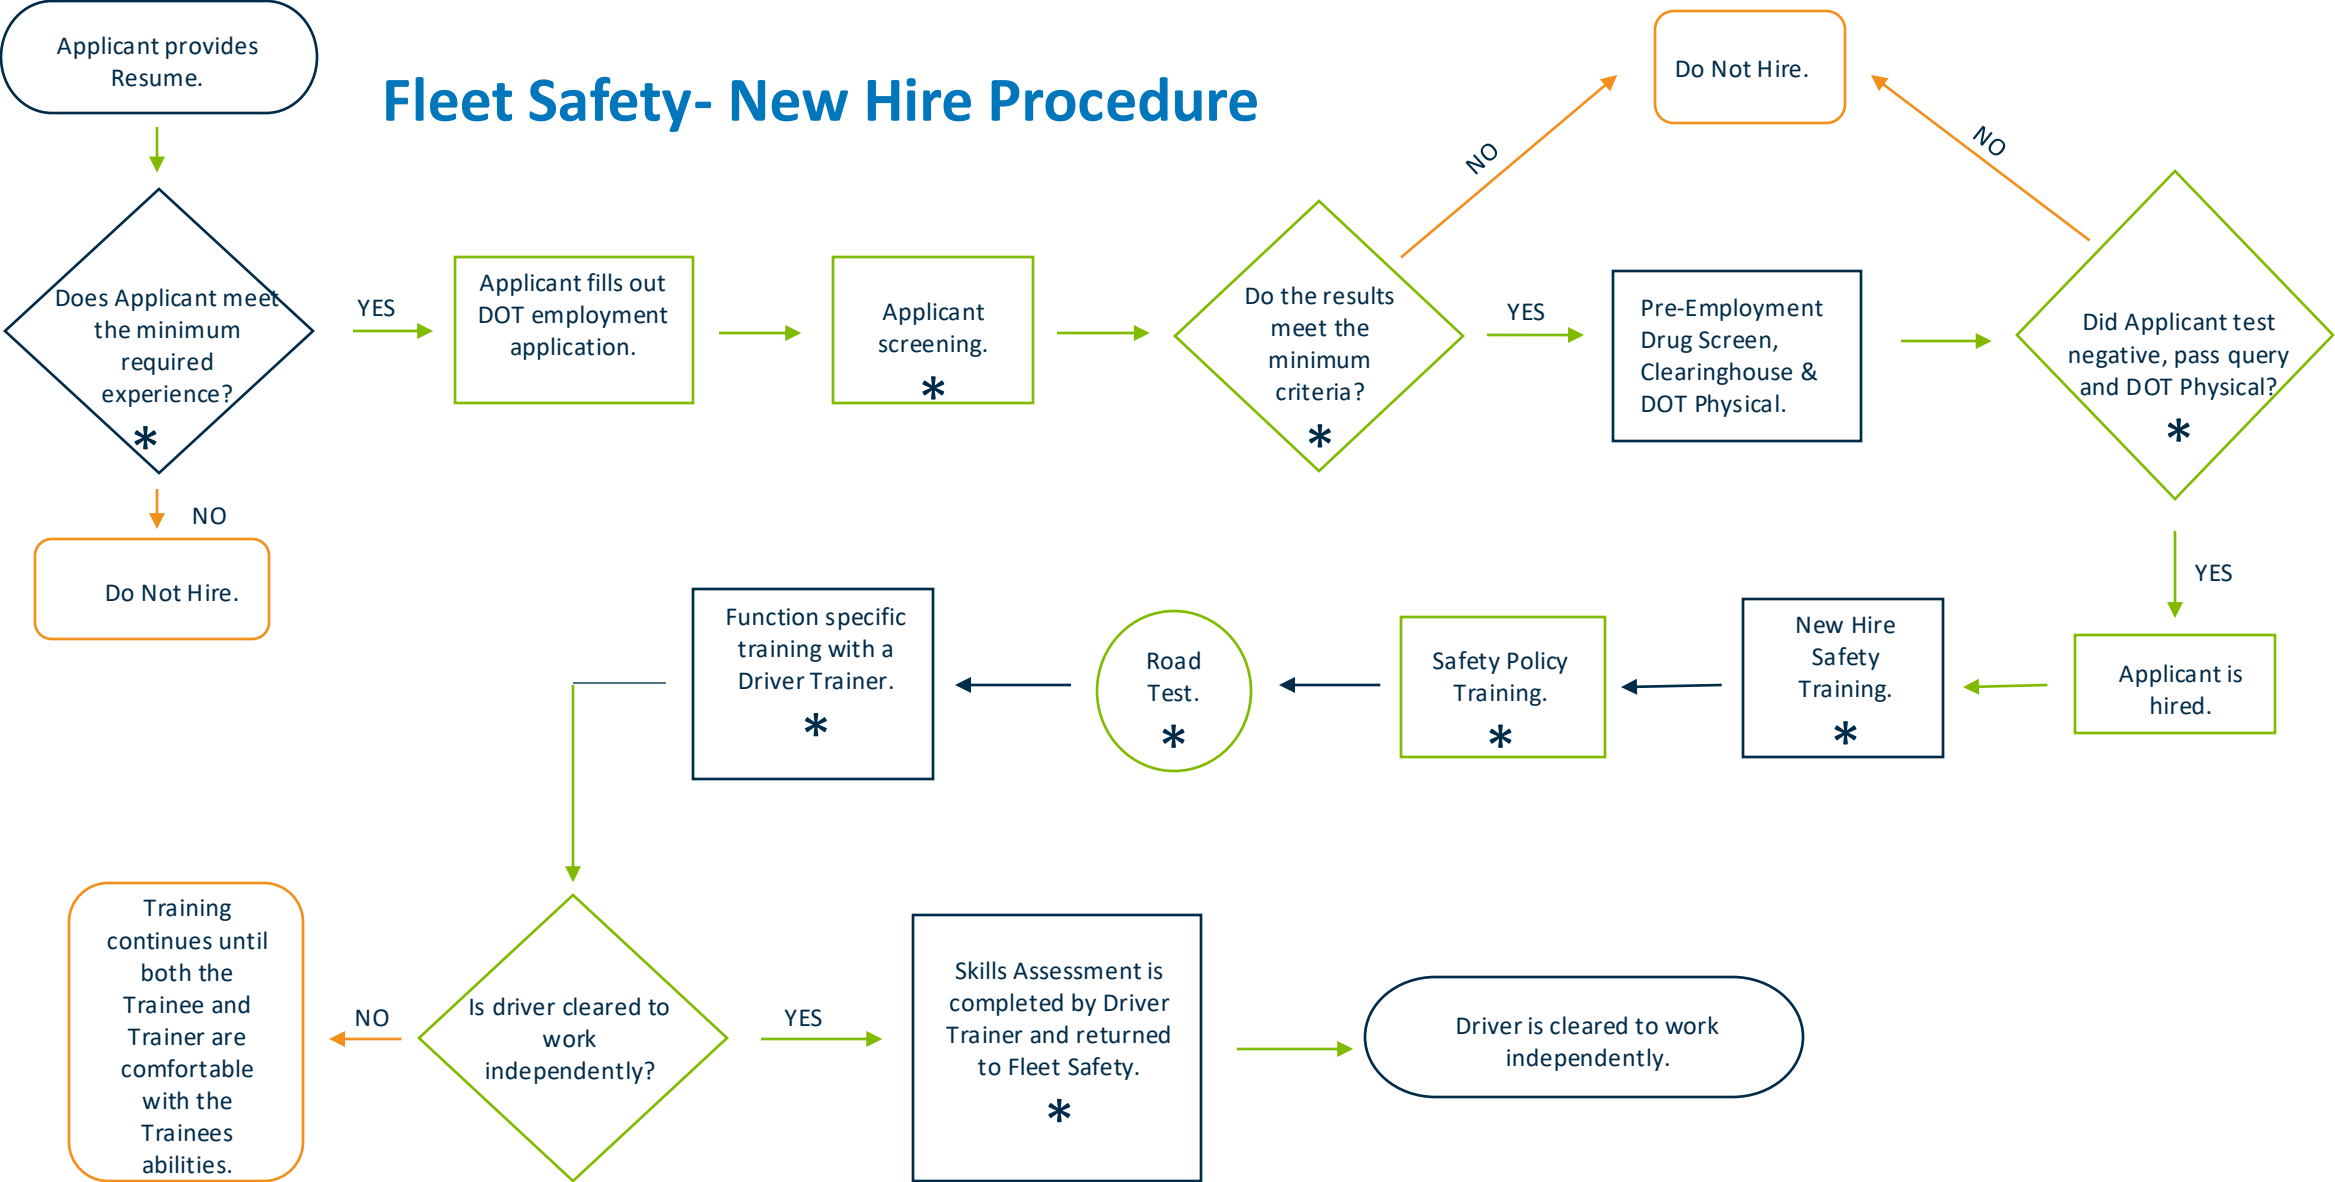 Applicant provides
Resume.
Fleet Safety- New Hire Procedure
Do Not Hire.
NO
NO
Does Applicant meet
the minimum
required
experience?
*
YES
Applicant fills out
DOT employment
application.
Applicant
screening.
*
Do the results
meet the
minimum
criteria?
*
YES
Pre-Employment
Drug Screen,
Clearinghouse &
DOT Physical.
Did Applicant test
negative, pass query
and DOT Physical?
*
NO
Do Not Hire.
YES
Applicant is
hired.
New Hire
Safety
Training.
*
Safety Policy
Training.
*
Road
Test.
*
Function specific
training with a
Driver Trainer.
*
Is driver cleared to
work
independently?
NO
Training
continues until
both the
Trainee and
Trainer are
comfortable
with the
Trainees
abilities.
YES
Skills Assessment is
completed by Driver
Trainer and returned
to Fleet Safety.
*
Driver is cleared to work
independently.